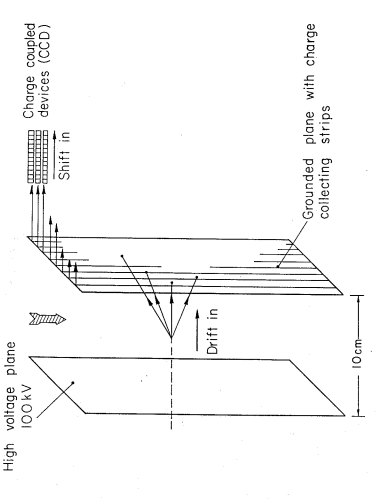 High voltage plane
100kV
Drift in
10cm
Grounded plane with charge
collecting strips
Charge coupled
devices (CCD)
Shift in